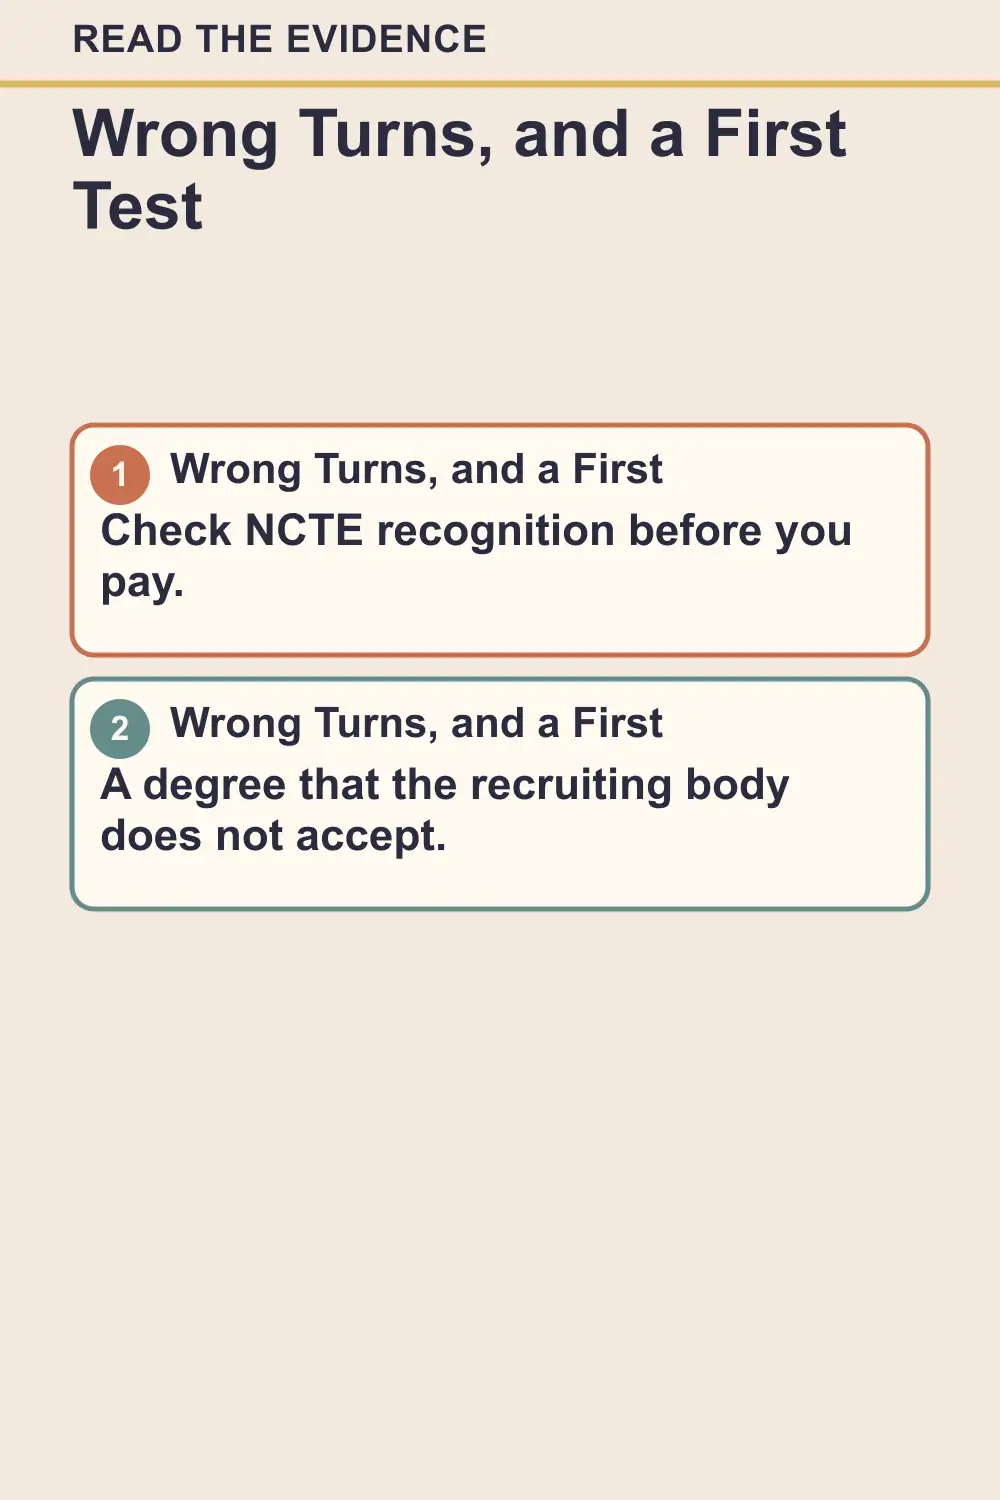 READ THE EVIDENCE
Wrong Turns, and a First
Test
1 Wrong Turns, and a First
Check NCTE recognition before you
pay.
2 Wrong Turns, and a First
A degree that the recruiting body
does not accept.